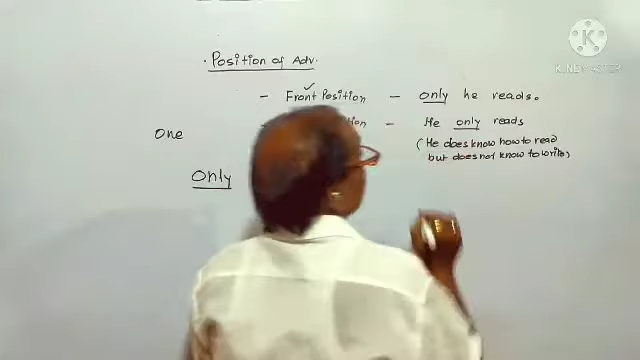 · Position of Adv.
- Front Position - Only he reads.
- He only reads
(He does know how to read
but does not know to write)
One
Only
K
KINEMASTER